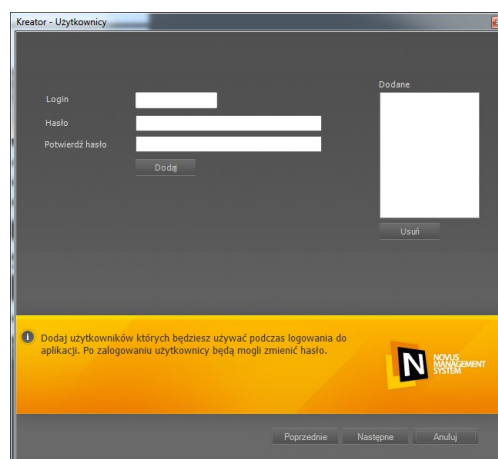 Kreator - Użytkownicy
Dodane
Login
Hasło
Potwierdź hasło
Dodaj
Usuń
Dodaj użytkowników których będziesz używać podczas logowania do
aplikacji. Po zalogowaniu użytkownicy będą mogli zmienić hasło.
N
NOVUS
MANAGEMENT
SYSTEM
Poprzednie
Następne
Anuluj